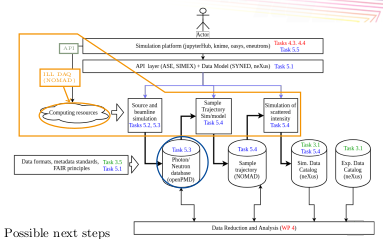 Actor
Simulation platform (jupyterHub, knime, oasys, eneutrons) Tasks 4.3, 4.4
Task 5.5
API
API layer (ASE, SIMEX) + Data Model (SYNED, neXus) Task 5.1
ILL DAQ
(NOMAD)
Computing resources
Source and
beamline
simulation
Tasks 5.2, 5.3
Sample
Trajectory
Sim/model
Task 5.4
Simulation of
scattered
intensity
Task 5.4
Data formats, metadata standards,
FAIR principles
Task 3.5
Task 5.1
Task 5.3
Photon/
Neutron
database
(openPMD)
Task 5.4
Sample
trajectory
(NOMAD)
Task 3.1
Task 5.4
Sim. Data
Catalog
(neXus)
Task 3.1
Exp. Data
Catalog
(neXus)
Data Reduction and Analysis (WP 4)
Possible next steps